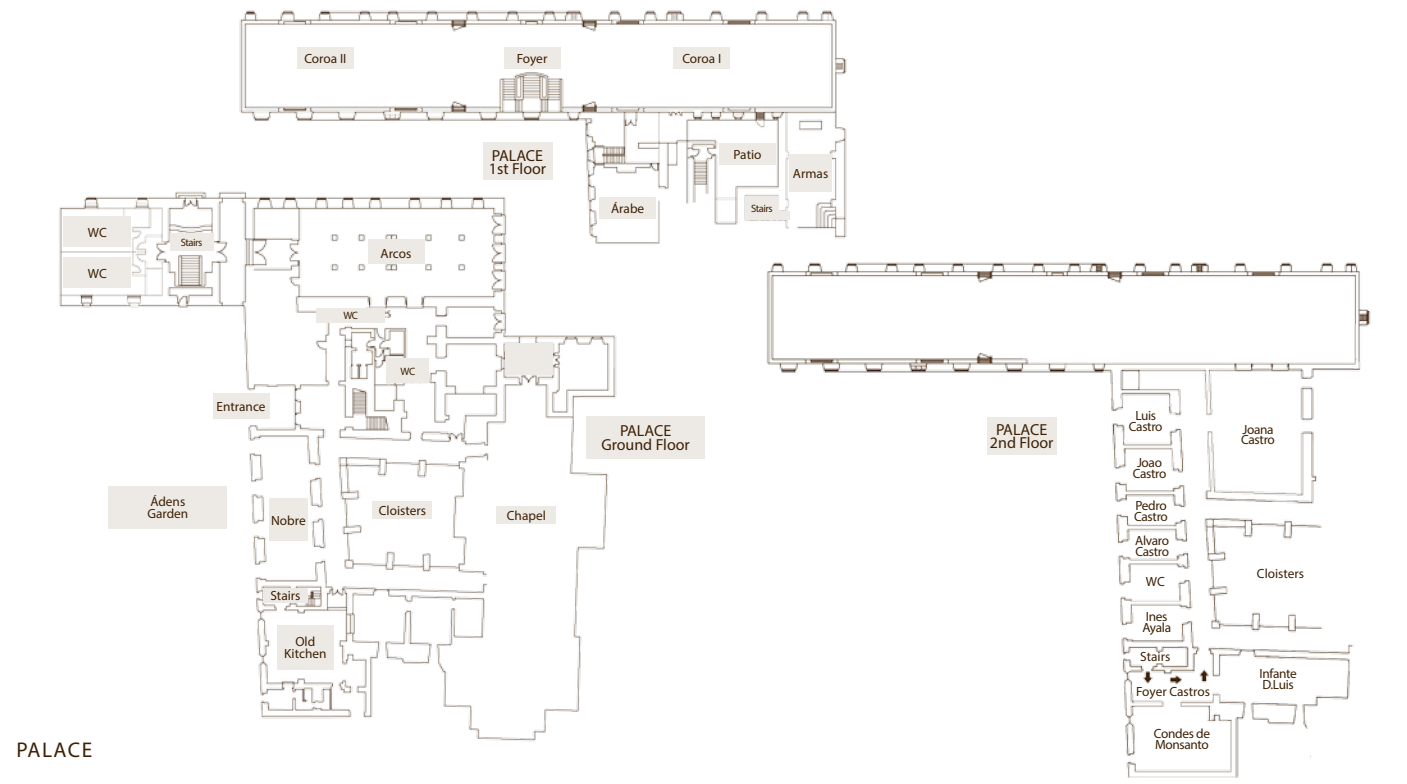 Coroa II
Foyer
Coroa I
PALACE
1st Floor
Patio
Armas
Árabe
Stairs
WC
WC
Stairs
Arcos
WC
WC
Entrance
PALACE
Ground Floor
Ádens
Garden
Nobre
Cloisters
Chapel
Stairs
Old
Kitchen
PALACE
2nd Floor
Luis
Castro
Joana
Castro
Joao
Castro
Pedro
Castro
Alvaro
Castro
WC
Cloisters
Ines
Ayala
Stairs
Foyer Castros
Infante
D.Luis
Condes de
Monsanto
PALACE